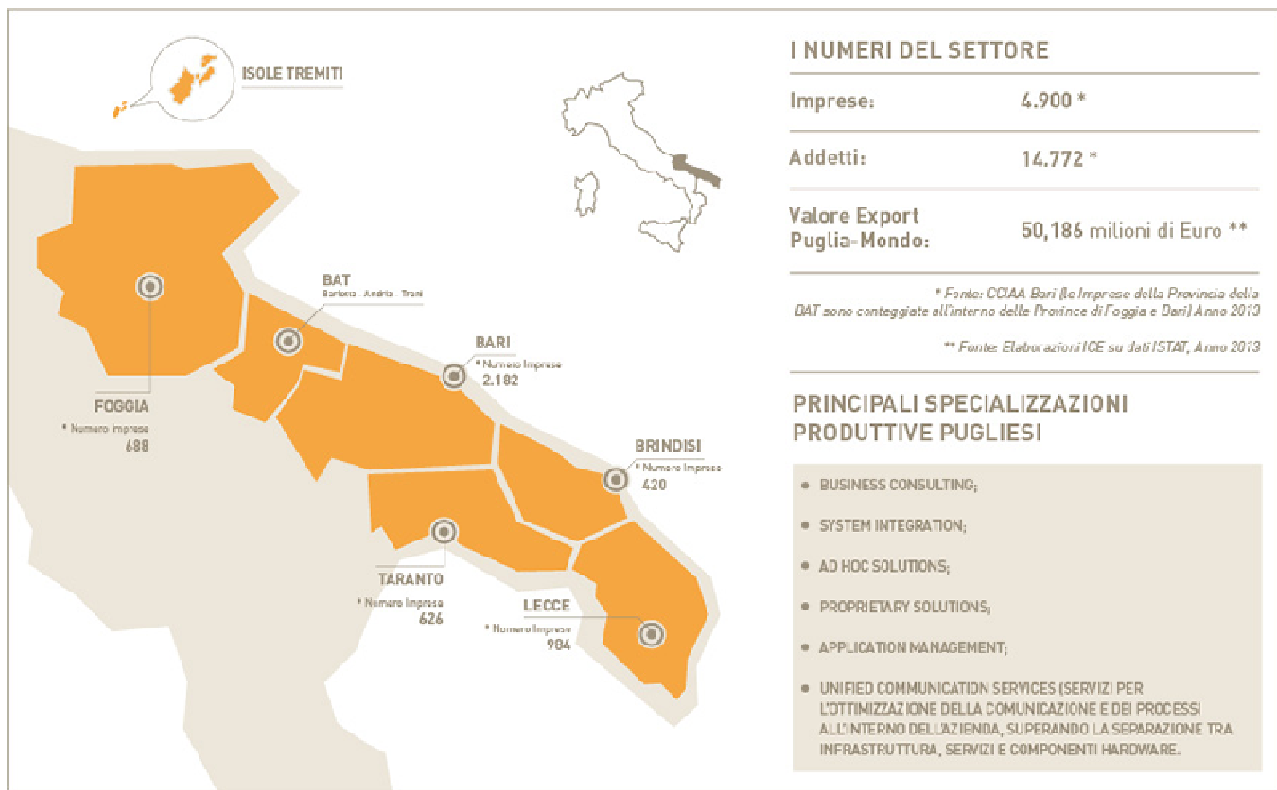 ISOLE TREMITI
BAT
Barletta - Andria - Trani
BARI
* Numero Imprese
2.182
FOGGIA
* Numero imprese
688
BRINDISI
* Numero Imprese
420
TARANTO
* Numero Imprese
626
LECCE
* Numero Imprese
984
I NUMERI DEL SETTORE
Imprese: 4.900 *
Addetti: 14.772 *
Valore Export
Puglia-Mondo: 50,186 milioni di Euro **
* Fonte: CCIAA Bari (le Imprese della Provincia della
BAT sono conteggiate all'interno delle Province di Foggia e Bari) Anno 2013
** Fonte: Elaborazioni ICE su dati ISTAT, Anno 2013
PRINCIPALI SPECIALIZZAZIONI
PRODUTTIVE PUGLIESI
• BUSINESS CONSULTING;
• SYSTEM INTEGRATION;
• AD HOC SOLUTIONS;
• PROPRIETARY SOLUTIONS;
• APPLICATION MANAGEMENT;
• UNIFIED COMMUNICATION SERVICES (SERVIZI PER
L'OTTIMIZZAZIONE DELLA COMUNICAZIONE E DEI PROCESSI
ALL'INTERNO DELL'AZIENDA, SUPERANDO LA SEPARAZIONE TRA
INFRASTRUTTURA, SERVIZI E COMPONENTI HARDWARE.